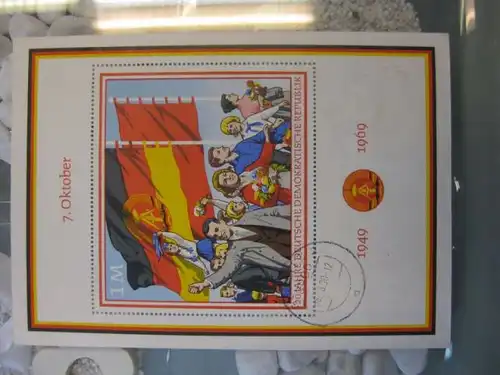 7. Oktober
1 M
20 JAHRE DEUTSCHE DEMOKRATISCHE REPUBLIK
1949
1969